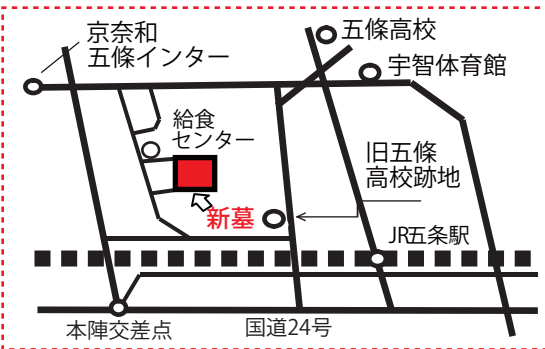 京奈和
五條インター
五條高校
宇智体育館
給食
センター
旧五條
高校跡地
新墓
JR五条駅
本陣交差点
国道24号